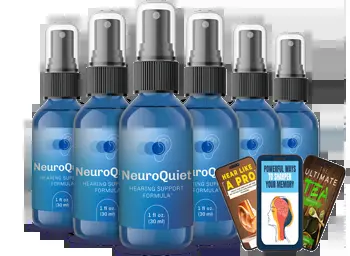 NeuroQuiet
HEARING SUPPORT
FORMULA
1 fl oz.
(30 ml)
HEAR LIKE
A PRO
POWERFUL WAYS
TO SHARPEN
YOUR MEMORY
ULTIMATE
TEA